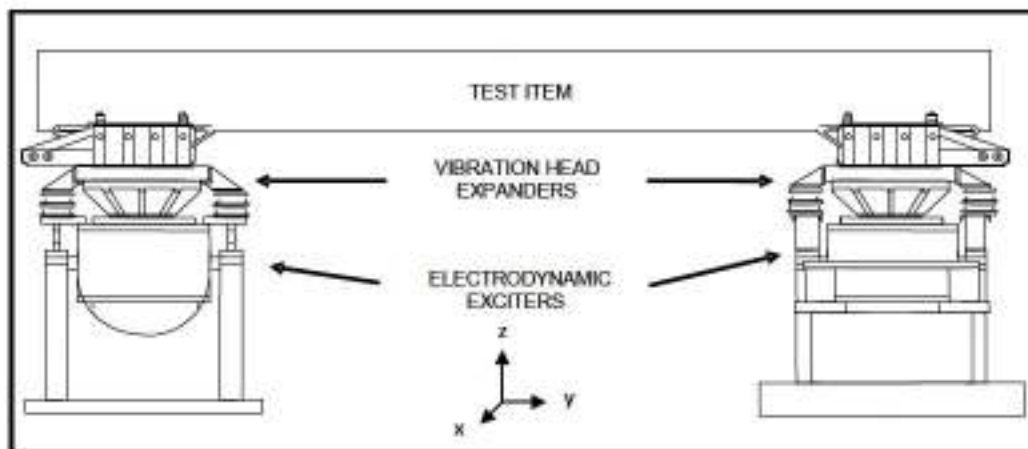 TEST ITEM
VIBRATION HEAD
EXPANDERS
ELECTRODYNAMIC
EXCITERS
z
y
x